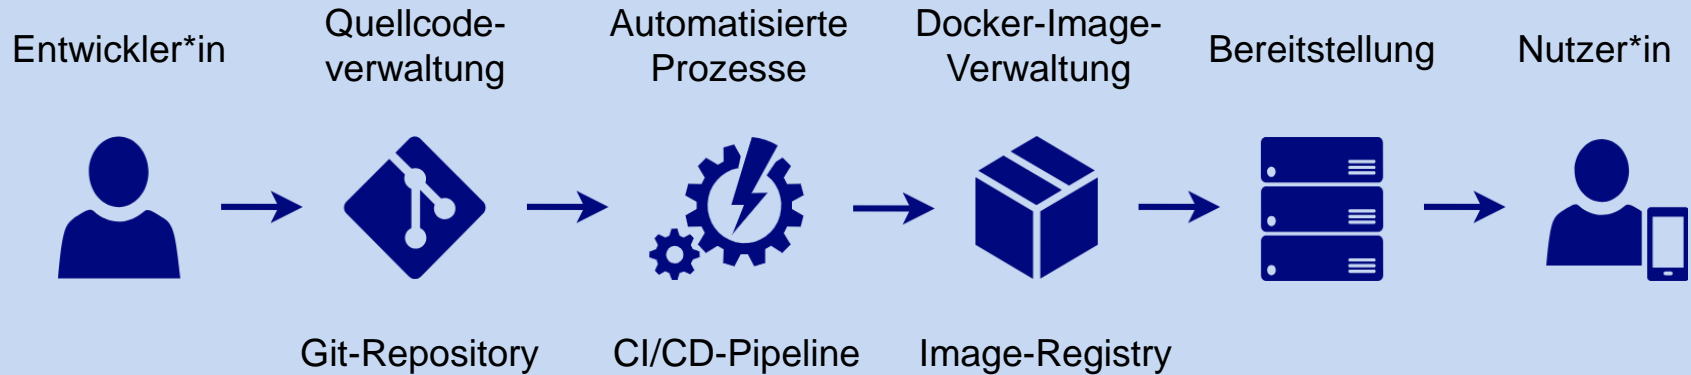 Entwickler*in
Quellcode-
verwaltung
Automatisierte
Prozesse
Docker-Image-
Verwaltung
Bereitstellung
Nutzer*in
Git-Repository
CI/CD-Pipeline
Image-Registry